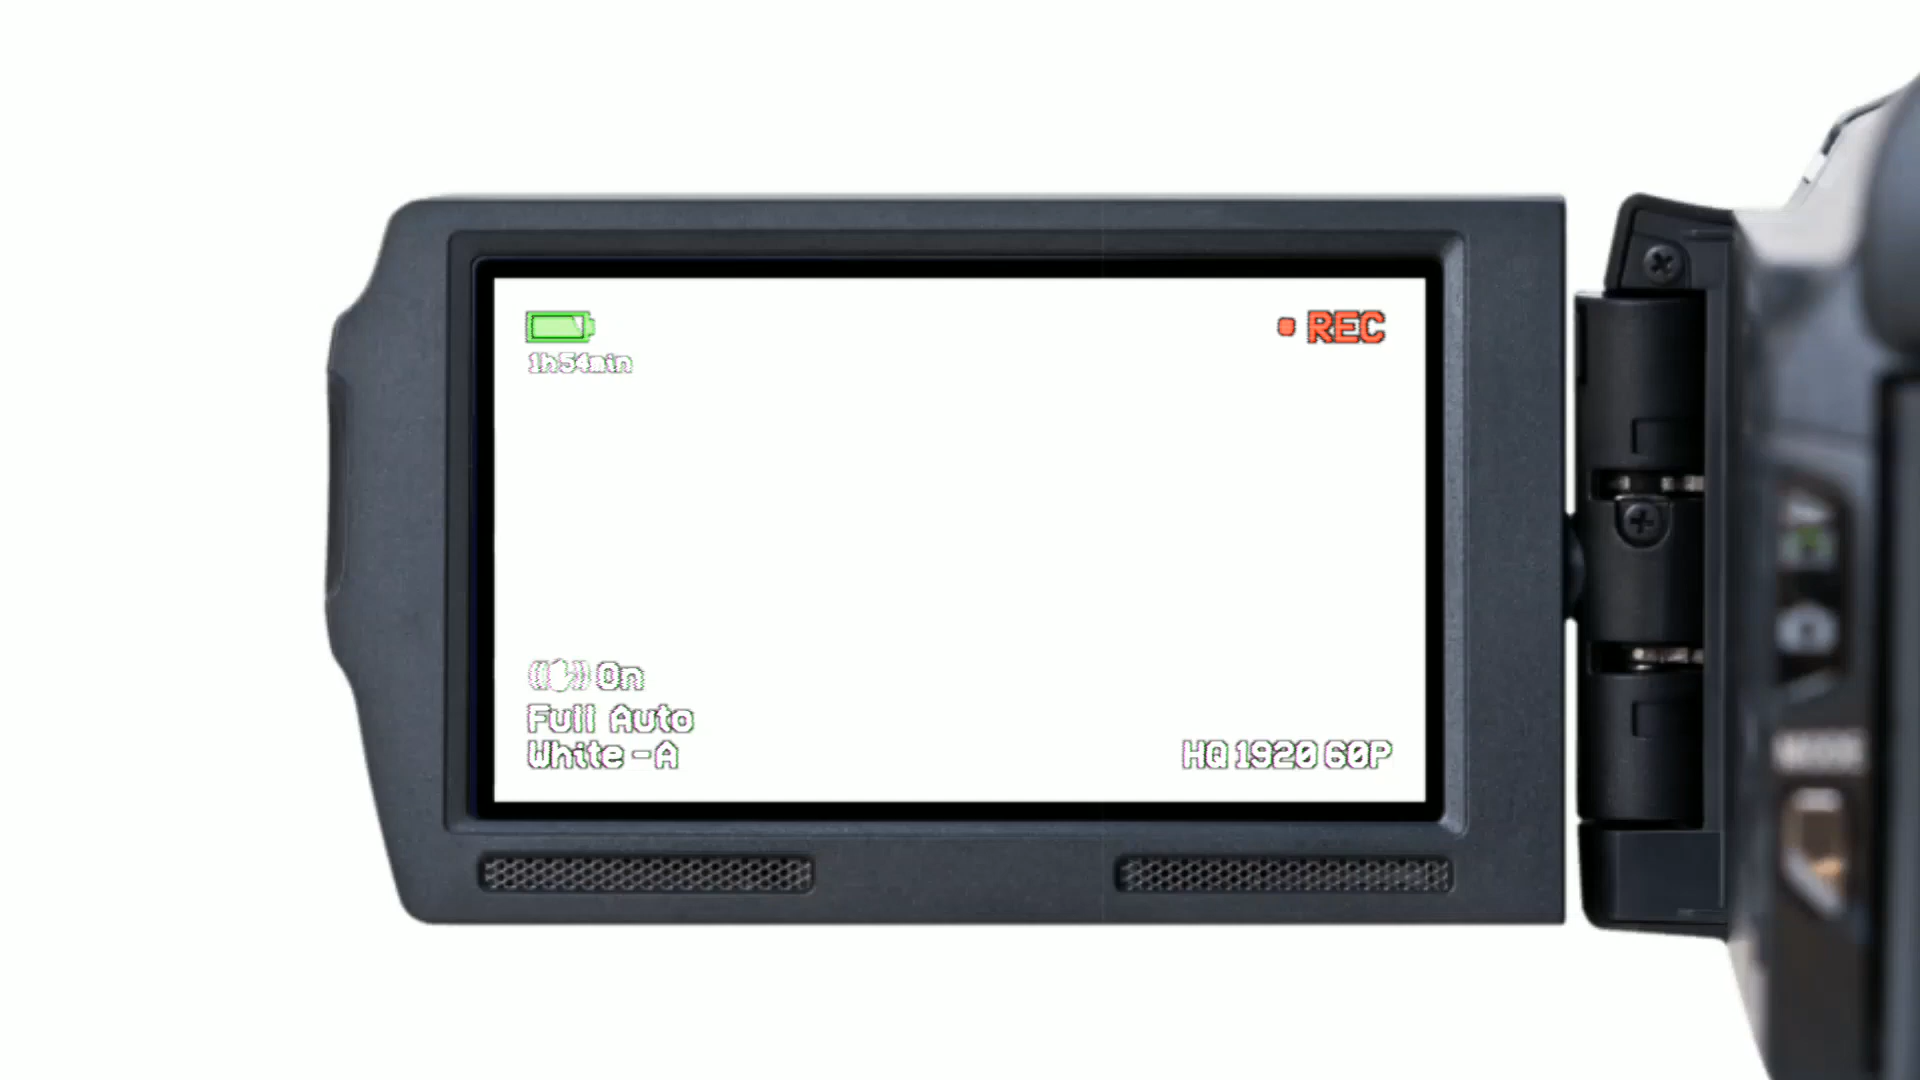 REC
1h54min
On
Full Auto
White-A
HQ 1920 60P